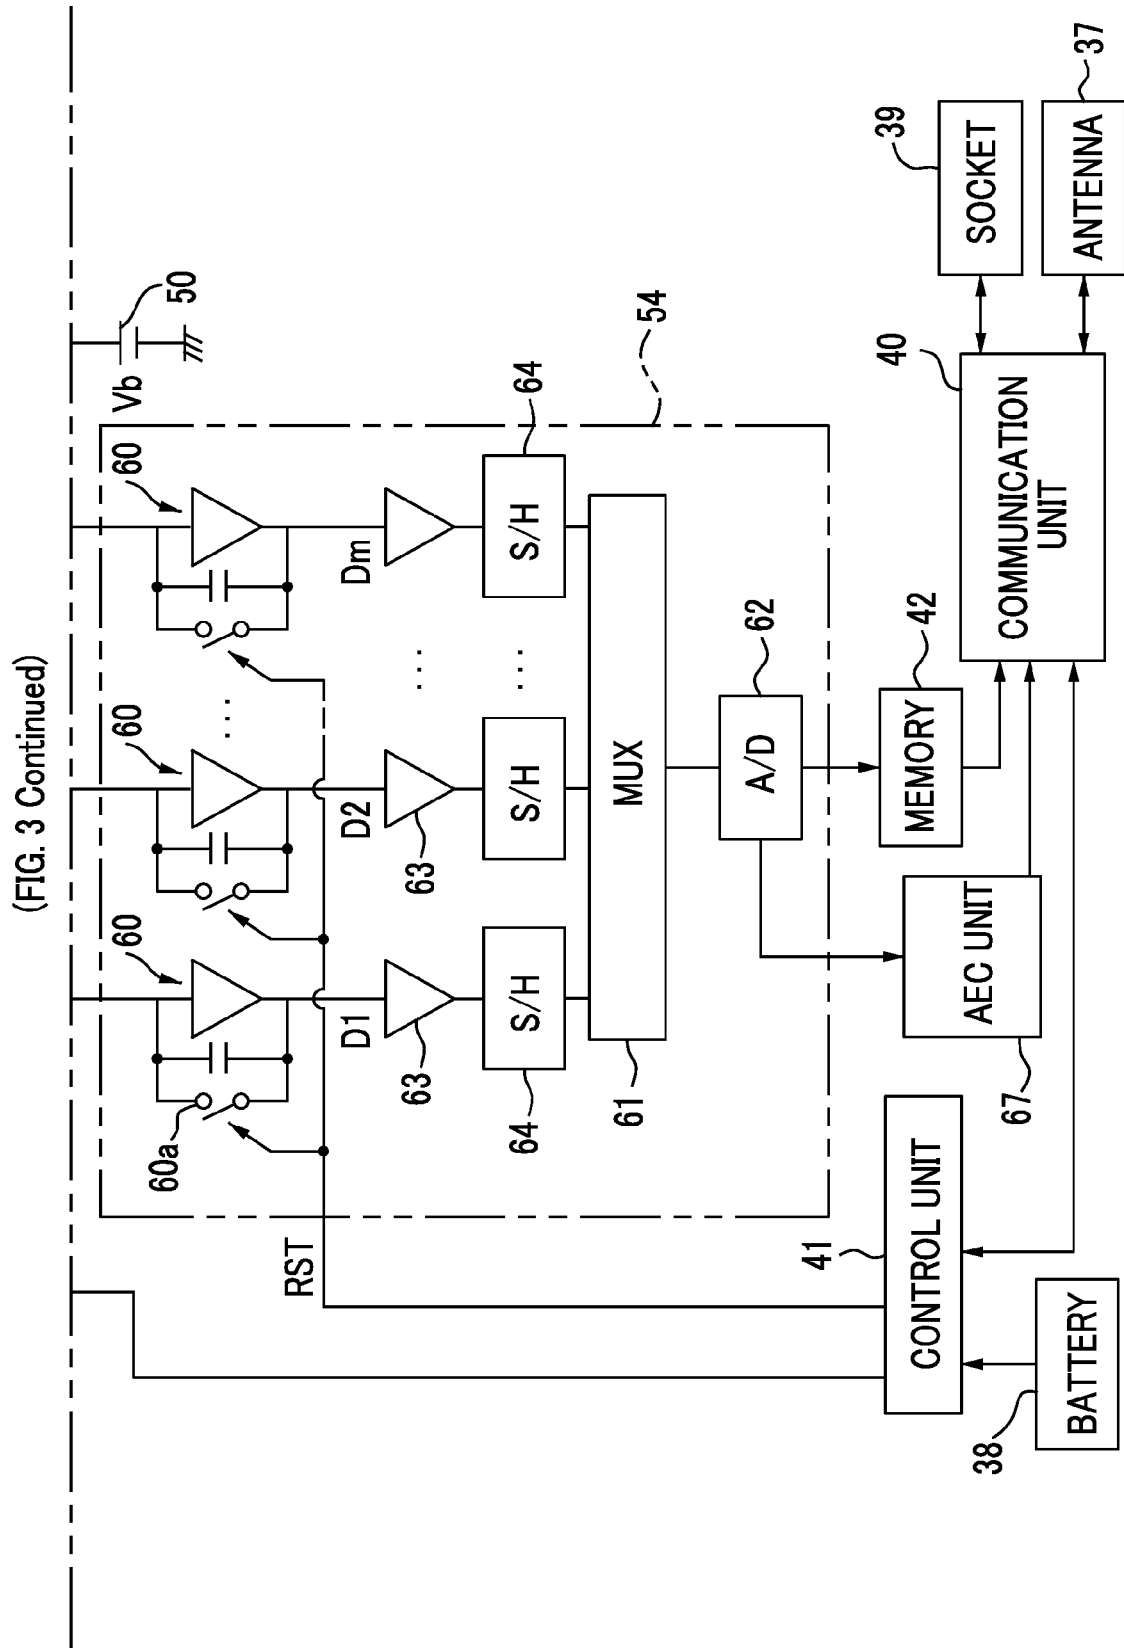 (FIG. 3 Continued)
Vb
50
60
60
60
60a
54
RST
D1
D2
Dm
...
63
63
...
64
S/H
S/H
S/H
...
64
MUX
61
A/D
62
MEMORY
42
AEC UNIT
67
41
CONTROL UNIT
BATTERY
38
40
COMMUNICATION
UNIT
39
SOCKET
37
ANTENNA